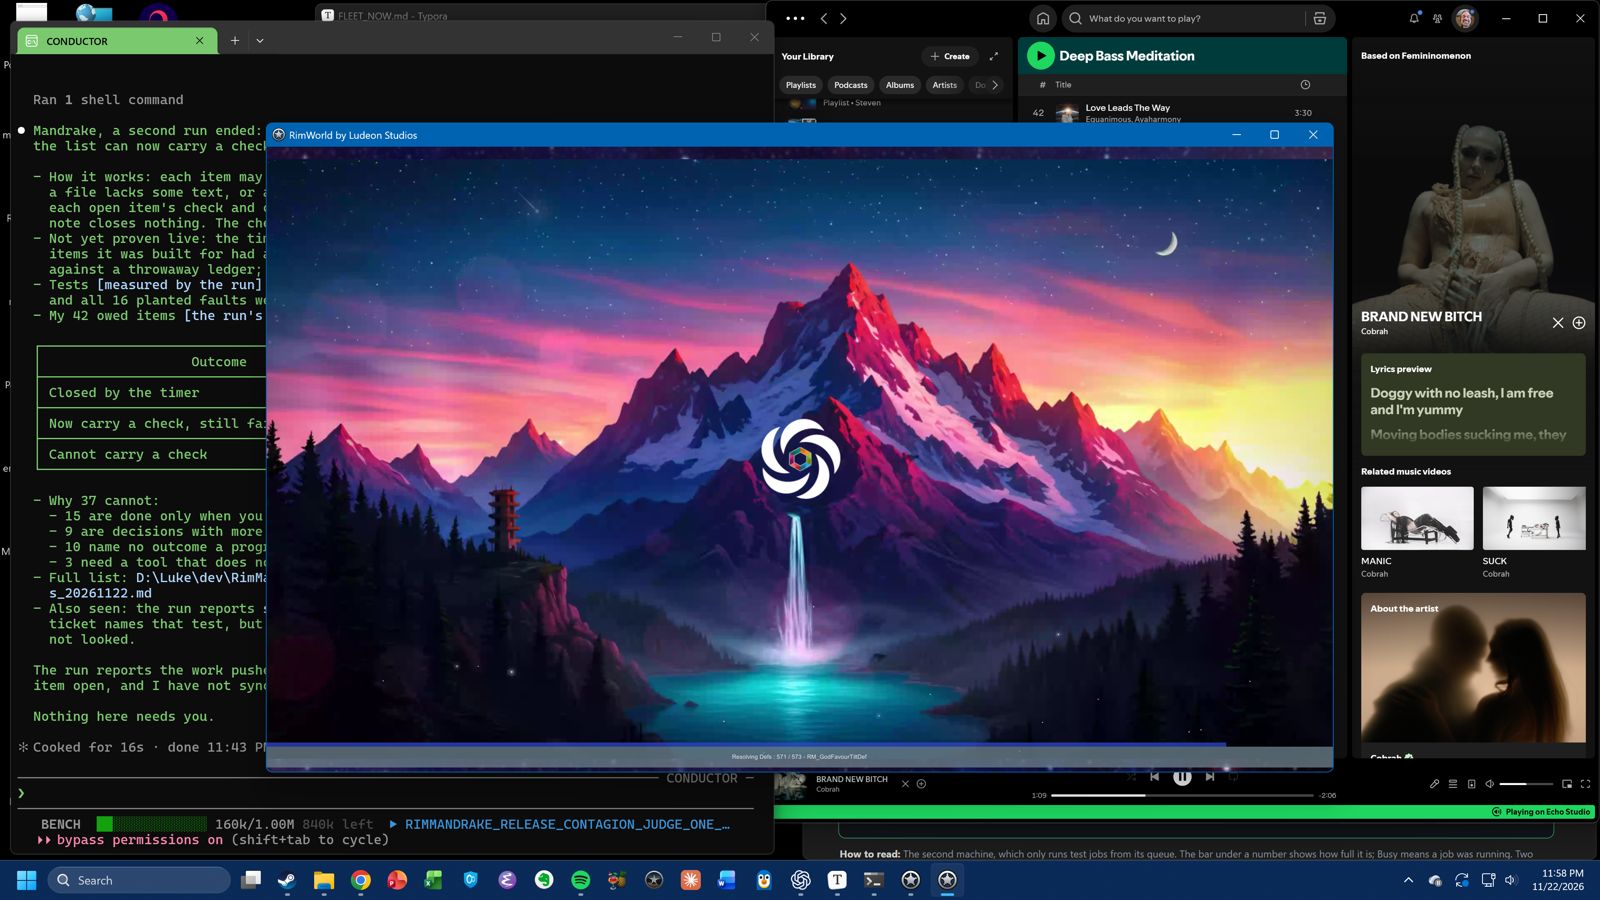 FLEET_NOW.md - Typora
CONDUCTOR
Ran 1 shell command
Mandrake, a second run ended:
the list can now carry a chec
- How it works: each item may
a file lacks some text, or
each open item's check and
note closes nothing. The che
- Not yet proven live: the tim
items it was built for had
against a throwaway ledger;
- Tests [measured by the run]
and all 16 planted faults we
- My 42 owed items [the run's
Outcome
Closed by the timer
Now carry a check, still fa
Cannot carry a check
- Why 37 cannot:
- 15 are done only when you
- 9 are decisions with more
- 10 name no outcome a prog
- 3 need a tool that does no
- Full list: D:\Luke\dev\RimMa
s_20261122.md
- Also seen: the run reports s
ticket names that test, but
not looked.
The run reports the work pushe
item open, and I have not sync
Nothing here needs you.
Cooked for 16s · done 11:43 PM
CONDUCTOR
BENCH 160k/1.00M 840k left ▶ RIMMANDRAKE_RELEASE_CONTAGION_JUDGE_ONE_…
bypass permissions on (shift+tab to cycle)
RimWorld by Ludeon Studios
Resolving Defs : 571 / 573 - RM_GodFavourTiltDef
What do you want to play?
Your Library
Create
Playlists
Podcasts
Albums
Artists
Do
Playlist • Steven
Deep Bass Meditation
# Title
42 Love Leads The Way 3:30
Equanimous, Ayaharmony
Based on Femininomenon
BRAND NEW BITCH
Cobrah
Lyrics preview
Doggy with no leash, I am free
and I'm yummy
Moving bodies sucking me, they
Related music videos
MANIC
Cobrah
SUCK
Cobrah
About the artist
Cobrah
BRAND NEW BITCH
Cobrah
1:09
-2:06
Playing on Echo Studio
How to read: The second machine, which only runs test jobs from its queue. The bar under a number shows how full it is; Busy means a job was running. Two
Search
11:58 PM
11/22/2026